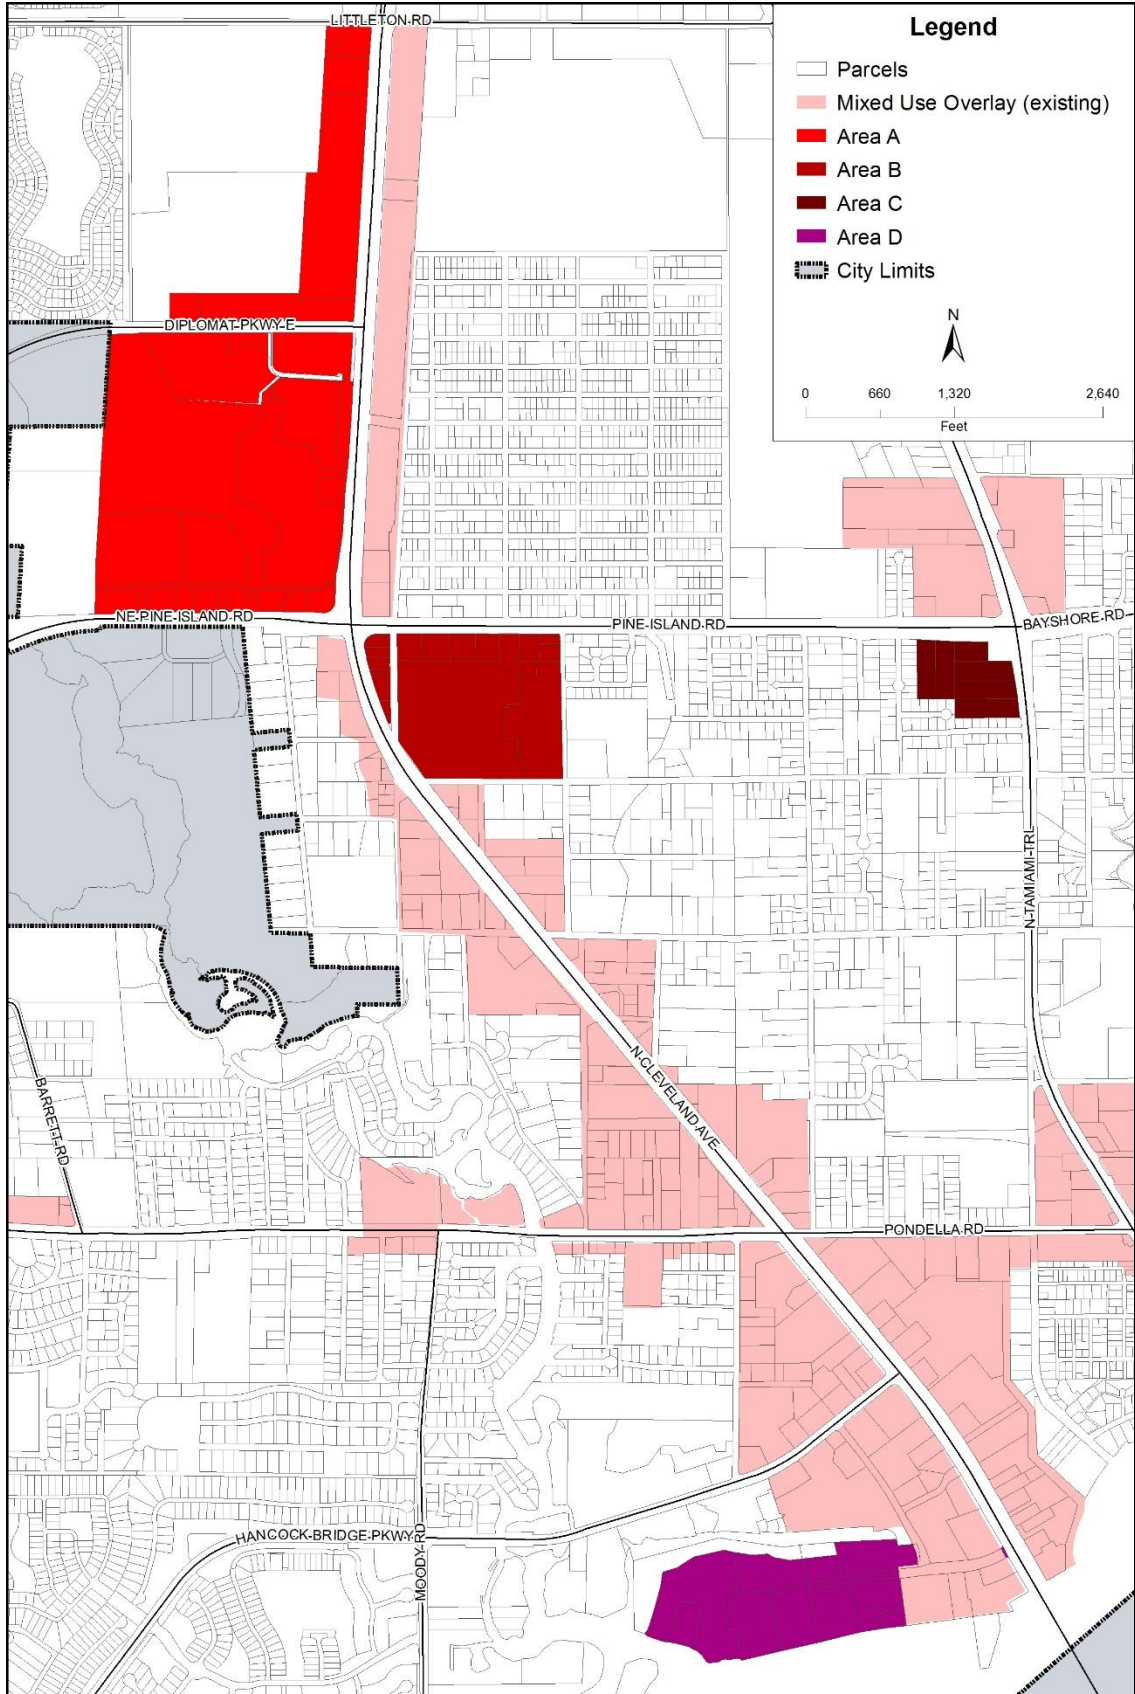 LITTLETON RD
Legend
Parcels
Mixed Use Overlay (existing)
Area A
Area B
Area C
Area D
City Limits
N
0 660 1,320 2,640
Feet
DIPLOMAT PKWY E
NE PINE ISLAND RD
PINE ISLAND RD
BAYSHORE RD
N TAMIAMI TRL
N CLEVELAND AVE
BARRETT RD
PONDELLA RD
HANCOCK BRIDGE PKWY
MOODY RD